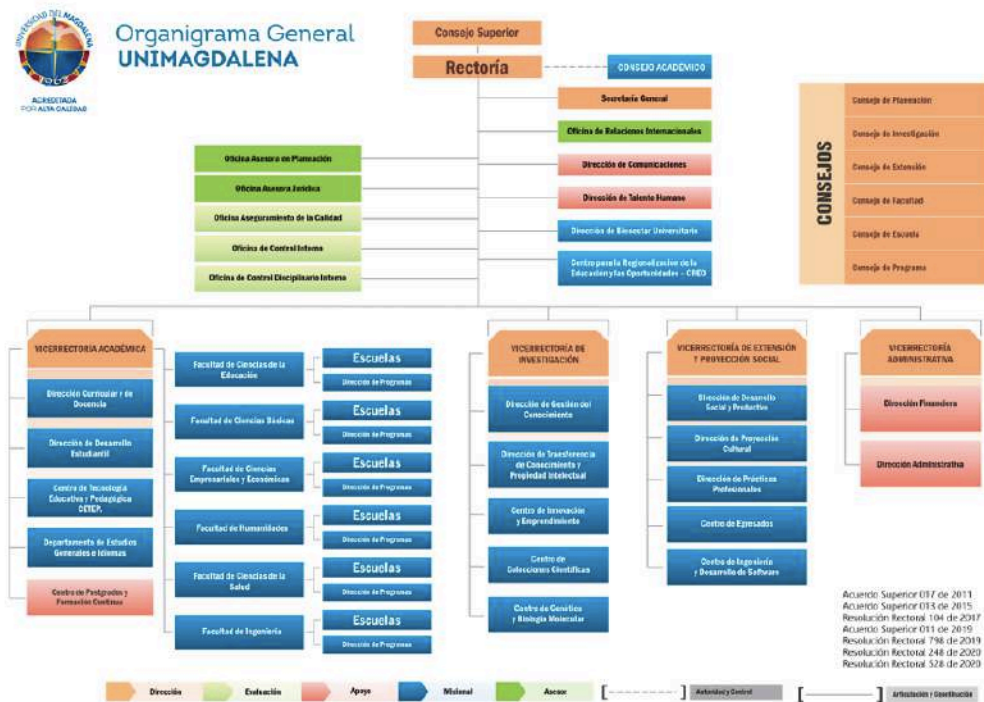 UNIVERSIDAD DEL MAGDALENA
1962
ACREDITADA
POR ALTA CALIDAD
Organigrama General
UNIMAGDALENA
Consejo Superior
Rectoría
CONSEJO ACADÉMICO
Secretaría General
Oficina de Relaciones Internacionales
Dirección de Comunicaciones
Dirección de Talento Humano
Dirección de Bienestar Universitario
Centro para la Regionalización de la
Educación y las Oportunidades – CREO
Oficina Asesora en Planeación
Oficina Asesora Jurídica
Oficina Aseguramiento de la Calidad
Oficina de Control Interno
Oficina de Control Disciplinario Interno
CONSEJOS
Consejo de Planeación
Consejo de Investigación
Consejo de Extensión
Consejo de Facultad
Consejo de Escuela
Consejo de Programa
VICERRECTORÍA ACADÉMICA
Dirección Curricular y de
Docencia
Dirección de Desarrollo
Estudiantil
Centro de Tecnología
Educativa y Pedagógica
CETEP.
Departamento de Estudios
Generales e Idiomas
Centro de Postgrados y
Formación Continua
Facultad de Ciencias de la
Educación
Escuelas
Dirección de Programas
Facultad de Ciencias Básicas
Escuelas
Dirección de Programas
Facultad de Ciencias
Empresariales y Económicas
Escuelas
Dirección de Programas
Facultad de Humanidades
Escuelas
Dirección de Programas
Facultad de Ciencias de la
Salud
Escuelas
Dirección de Programas
Facultad de Ingeniería
Escuelas
Dirección de Programas
VICERRECTORÍA DE
INVESTIGACIÓN
Dirección de Gestión del
Conocimiento
Dirección de Transferencia
de Conocimiento y
Propiedad Intelectual
Centro de Innovación
y Emprendimiento
Centro de
Colecciones Científicas
Centro de Genética
y Biología Molecular
VICERRECTORÍA DE EXTENSIÓN
Y PROYECCIÓN SOCIAL
Dirección de Desarrollo
Social y Productivo
Dirección de Proyección
Cultural
Dirección de Prácticas
Profesionales
Centro de Egresados
Centro de Ingeniería
y Desarrollo de Software
VICERRECTORÍA
ADMINISTRATIVA
Dirección Financiera
Dirección Administrativa
Acuerdo Superior 017 de 2011
Acuerdo Superior 013 de 2015
Resolución Rectoral 104 de 2017
Acuerdo Superior 011 de 2019
Resolución Rectoral 798 de 2019
Resolución Rectoral 248 de 2020
Resolución Rectoral 528 de 2020
Dirección
Evaluación
Apoyo
Misional
Asesor
Autoridad y Control
Articulación y Coordinación